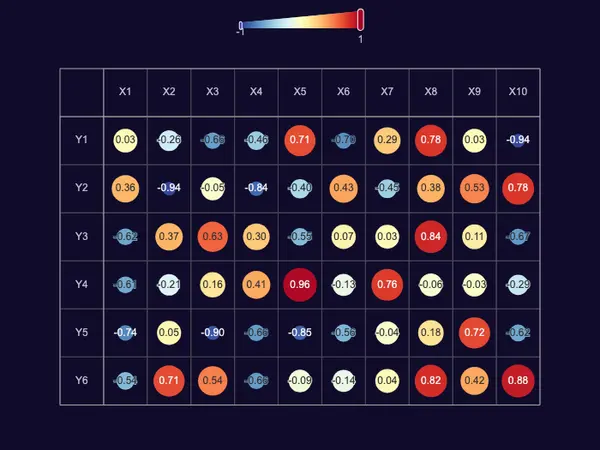 -1
1
X1 X2 X3 X4 X5 X6 X7 X8 X9 X10
Y1 0.03 -0.26 -0.66 -0.46 0.71 -0.70 0.29 0.78 0.03 -0.94
Y2 0.36 -0.94 -0.05 -0.84 -0.40 0.43 -0.45 0.38 0.53 0.78
Y3 -0.62 0.37 0.63 0.30 -0.55 0.07 0.03 0.84 0.11 -0.67
Y4 -0.61 -0.21 0.16 0.41 0.96 -0.13 0.76 -0.06 -0.03 -0.29
Y5 -0.74 0.05 -0.90 -0.66 -0.85 -0.56 -0.04 0.18 0.72 -0.62
Y6 -0.54 0.71 0.54 -0.66 -0.09 -0.14 0.04 0.82 0.42 0.88